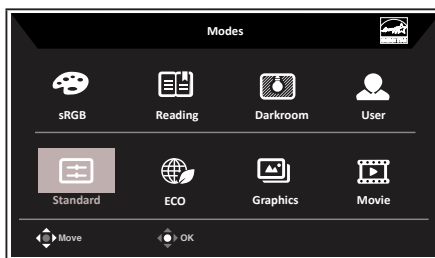 Modes
sRGB Reading Darkroom User
Standard ECO Graphics Movie
Move OK